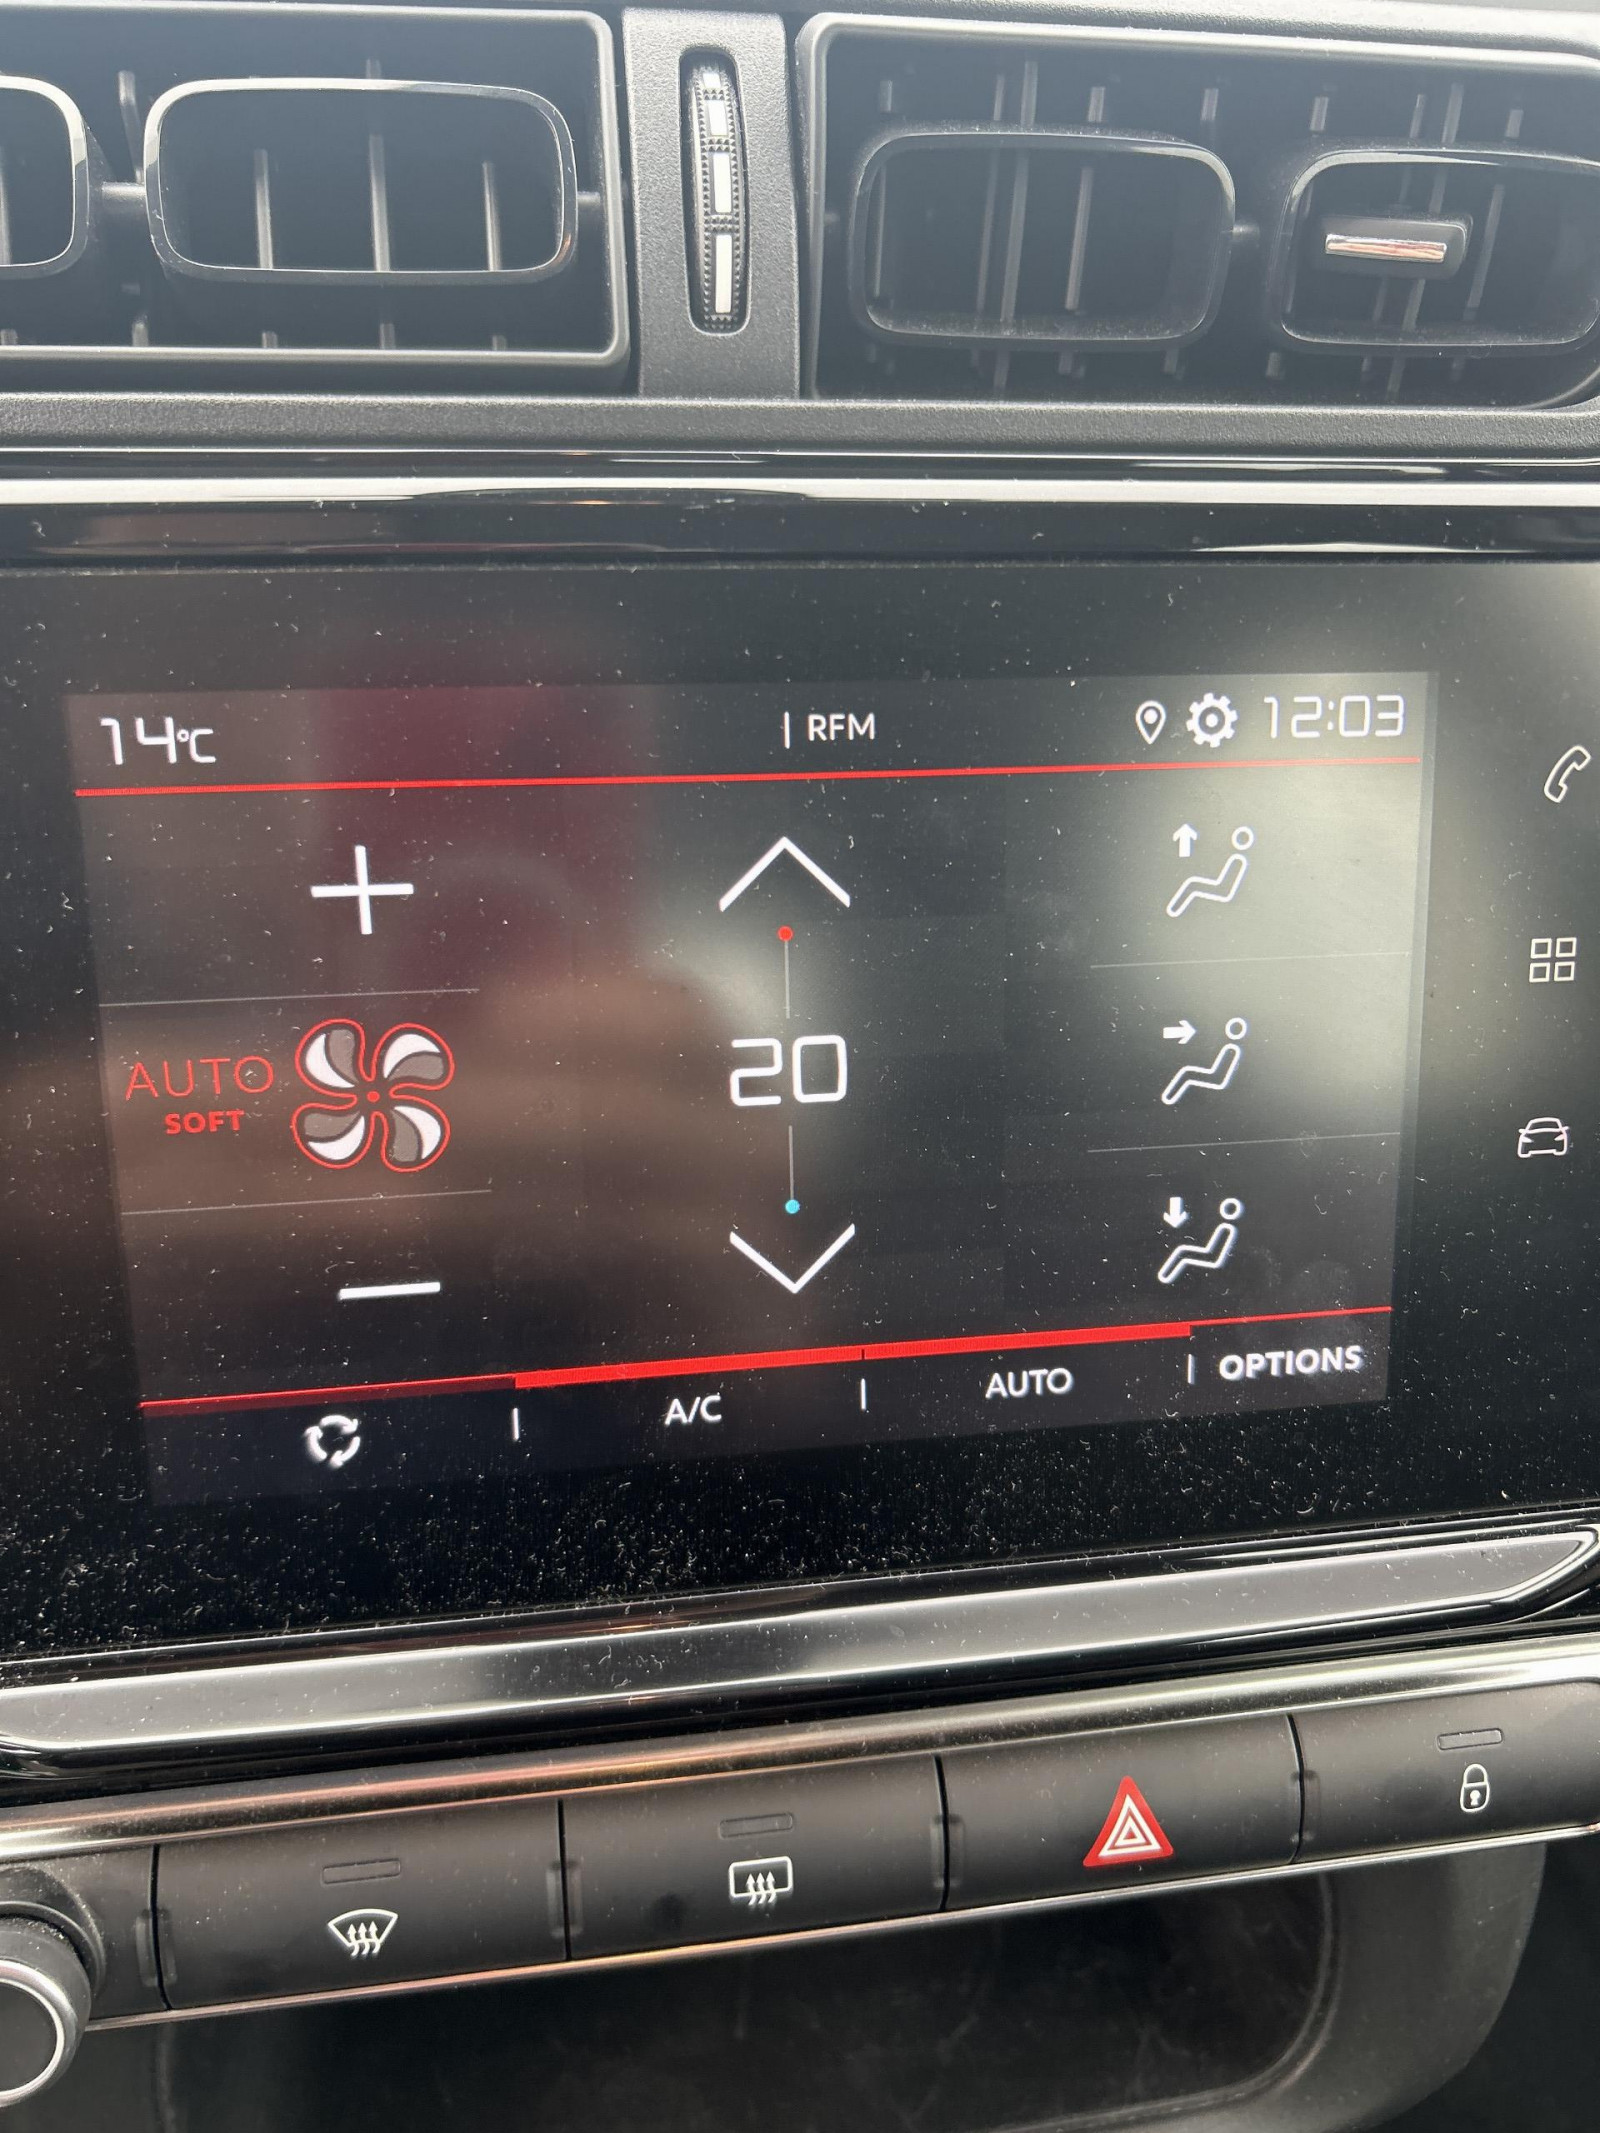 14°C | RFM 12:03
AUTO
SOFT
20
A/C | AUTO | OPTIONS